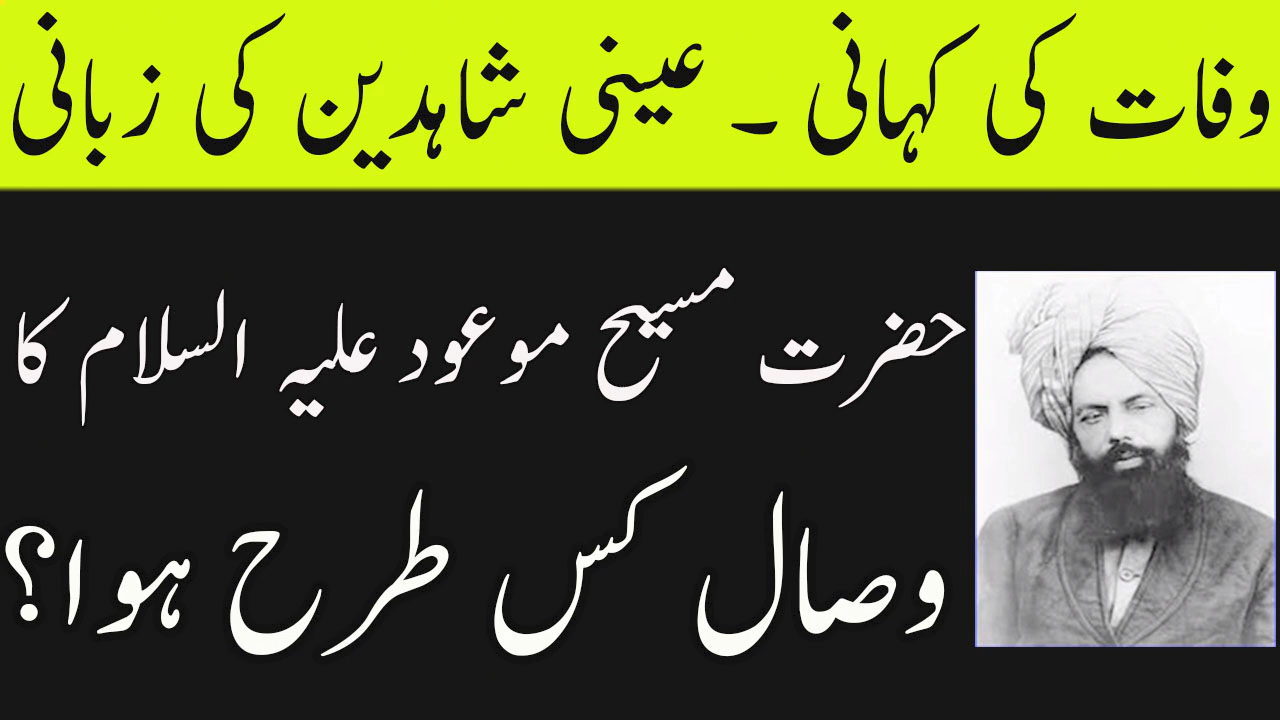 وفات کی کہانی ۔ عینی شاہدین کی زبانی
حضرت مسیح موعود علیہ السلام کا
وصال کس طرح ہوا؟